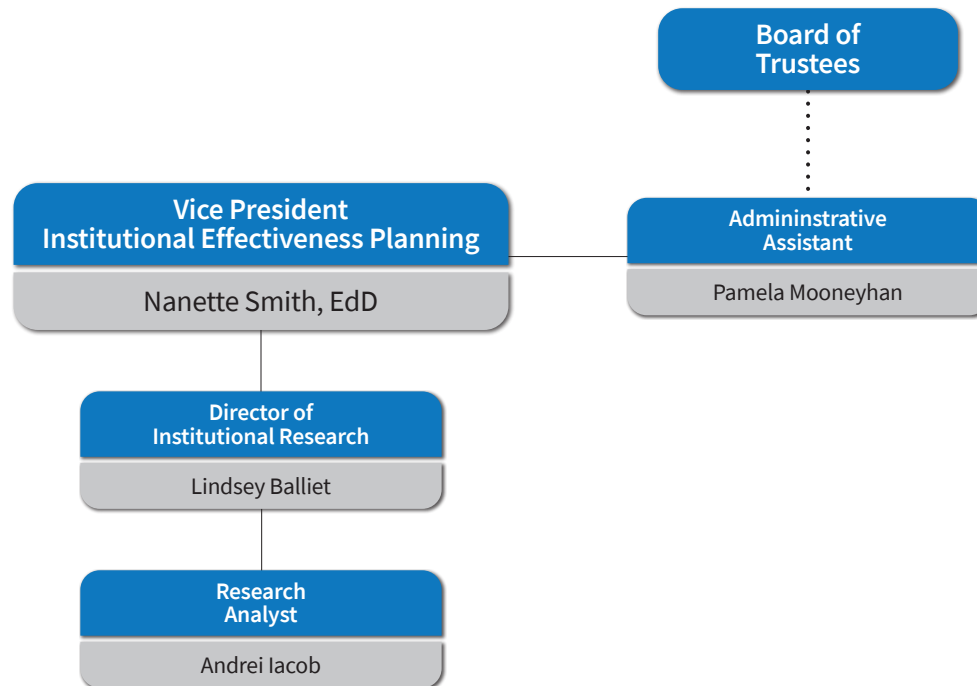 Board of
Trustees
Vice President
Institutional Effectiveness Planning
Nanette Smith, EdD
Admininstrative
Assistant
Pamela Mooneyhan
Director of
Institutional Research
Lindsey Balliet
Research
Analyst
Andrei Iacob